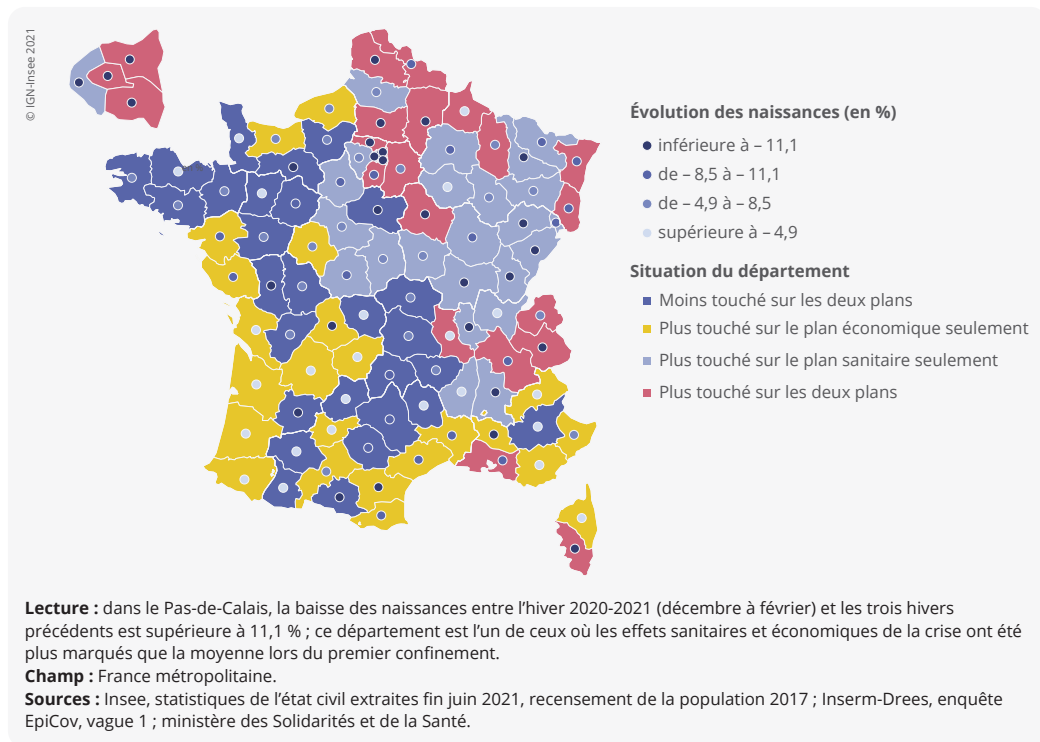 © IGN-Insee 2021
Évolution des naissances (en %)
inférieure à – 11,1
de – 8,5 à – 11,1
de – 4,9 à – 8,5
supérieure à – 4,9
Situation du département
Moins touché sur les deux plans
Plus touché sur le plan économique seulement
Plus touché sur le plan sanitaire seulement
Plus touché sur les deux plans
Lecture : dans le Pas-de-Calais, la baisse des naissances entre l’hiver 2020-2021 (décembre à février) et les trois hivers
précédents est supérieure à 11,1 % ; ce département est l’un de ceux où les effets sanitaires et économiques de la crise ont été
plus marqués que la moyenne lors du premier confinement.
Champ : France métropolitaine.
Sources : Insee, statistiques de l’état civil extraites fin juin 2021, recensement de la population 2017 ; Inserm-Drees, enquête
EpiCov, vague 1 ; ministère des Solidarités et de la Santé.